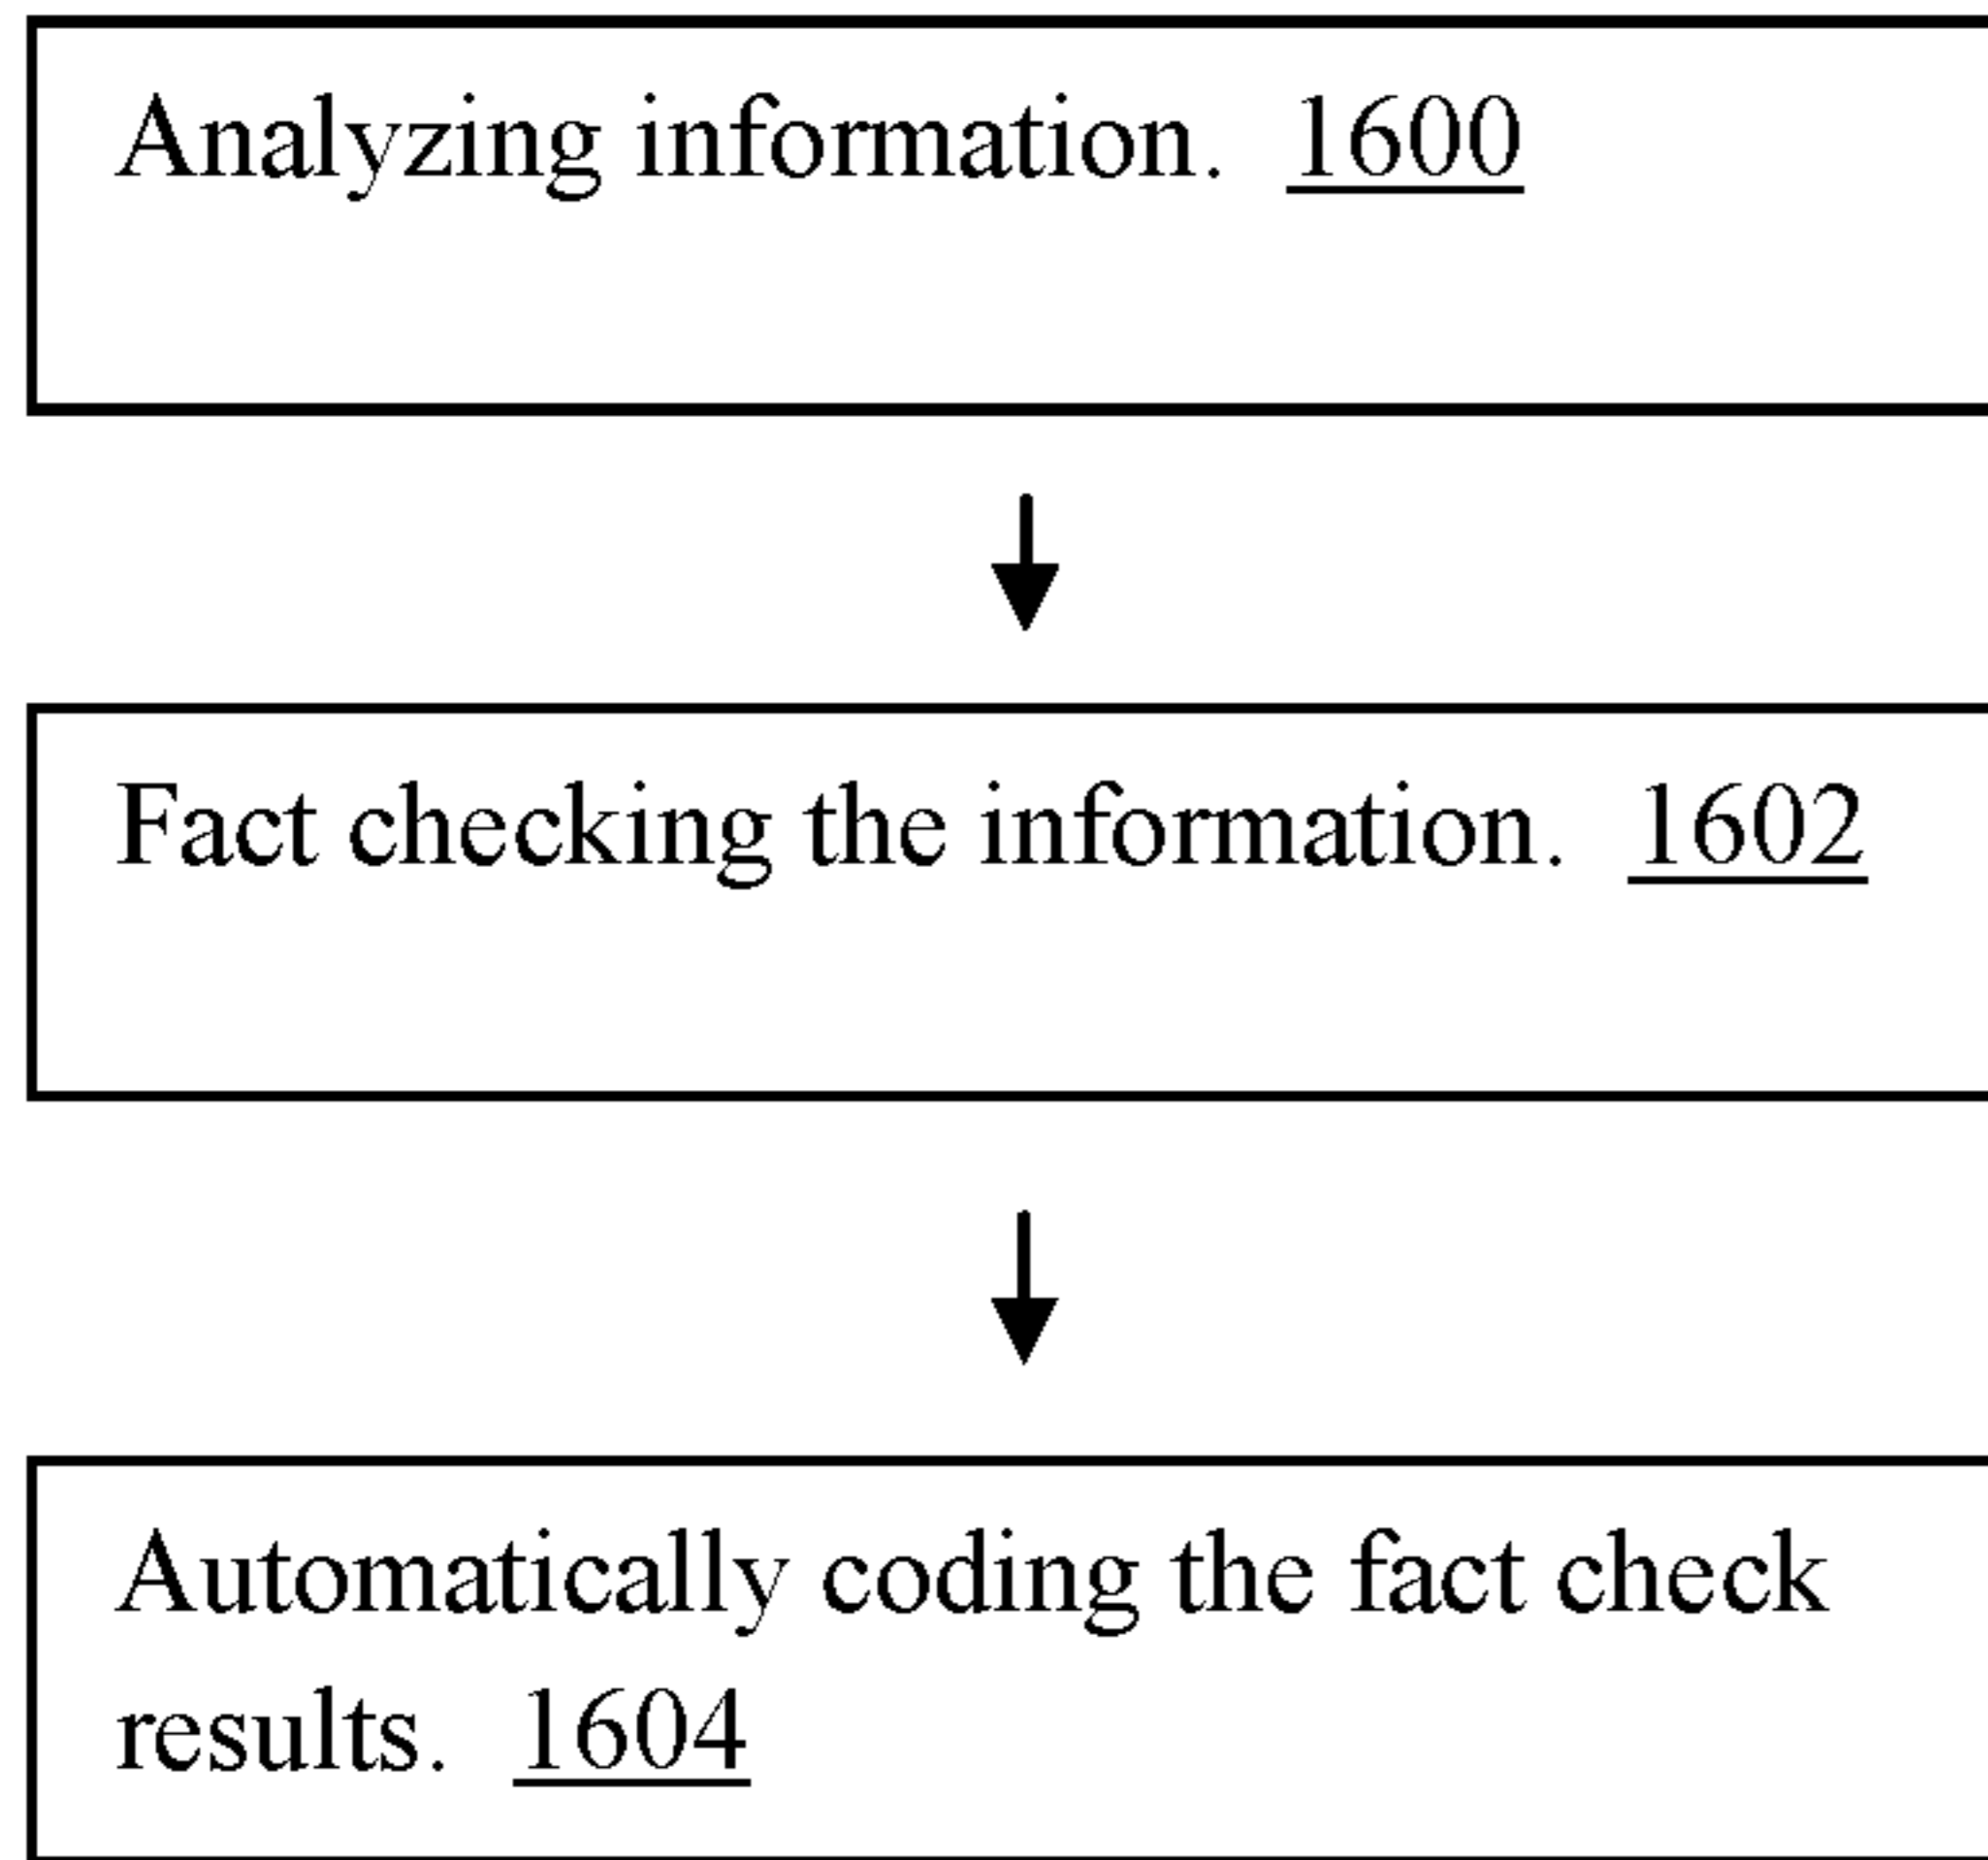 Analyzing information. 1600
Fact checking the information. 1602
Automatically coding the fact check
results. 1604